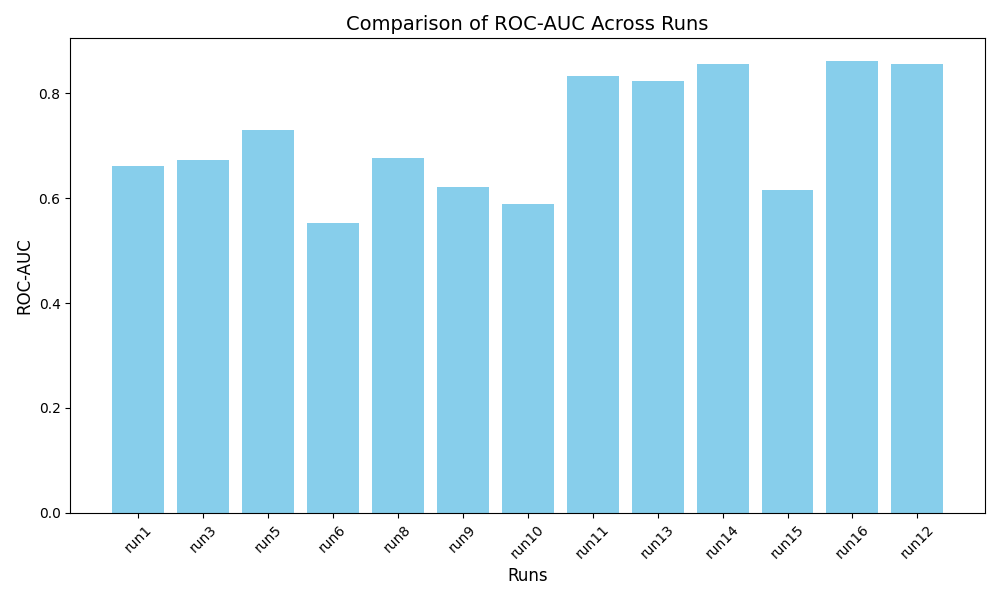 Comparison of ROC-AUC Across Runs
ROC-AUC
0.8
0.6
0.4
0.2
0.0
run1 run3 run5 run6 run8 run9 run10 run11 run13 run14 run15 run16 run12
Runs